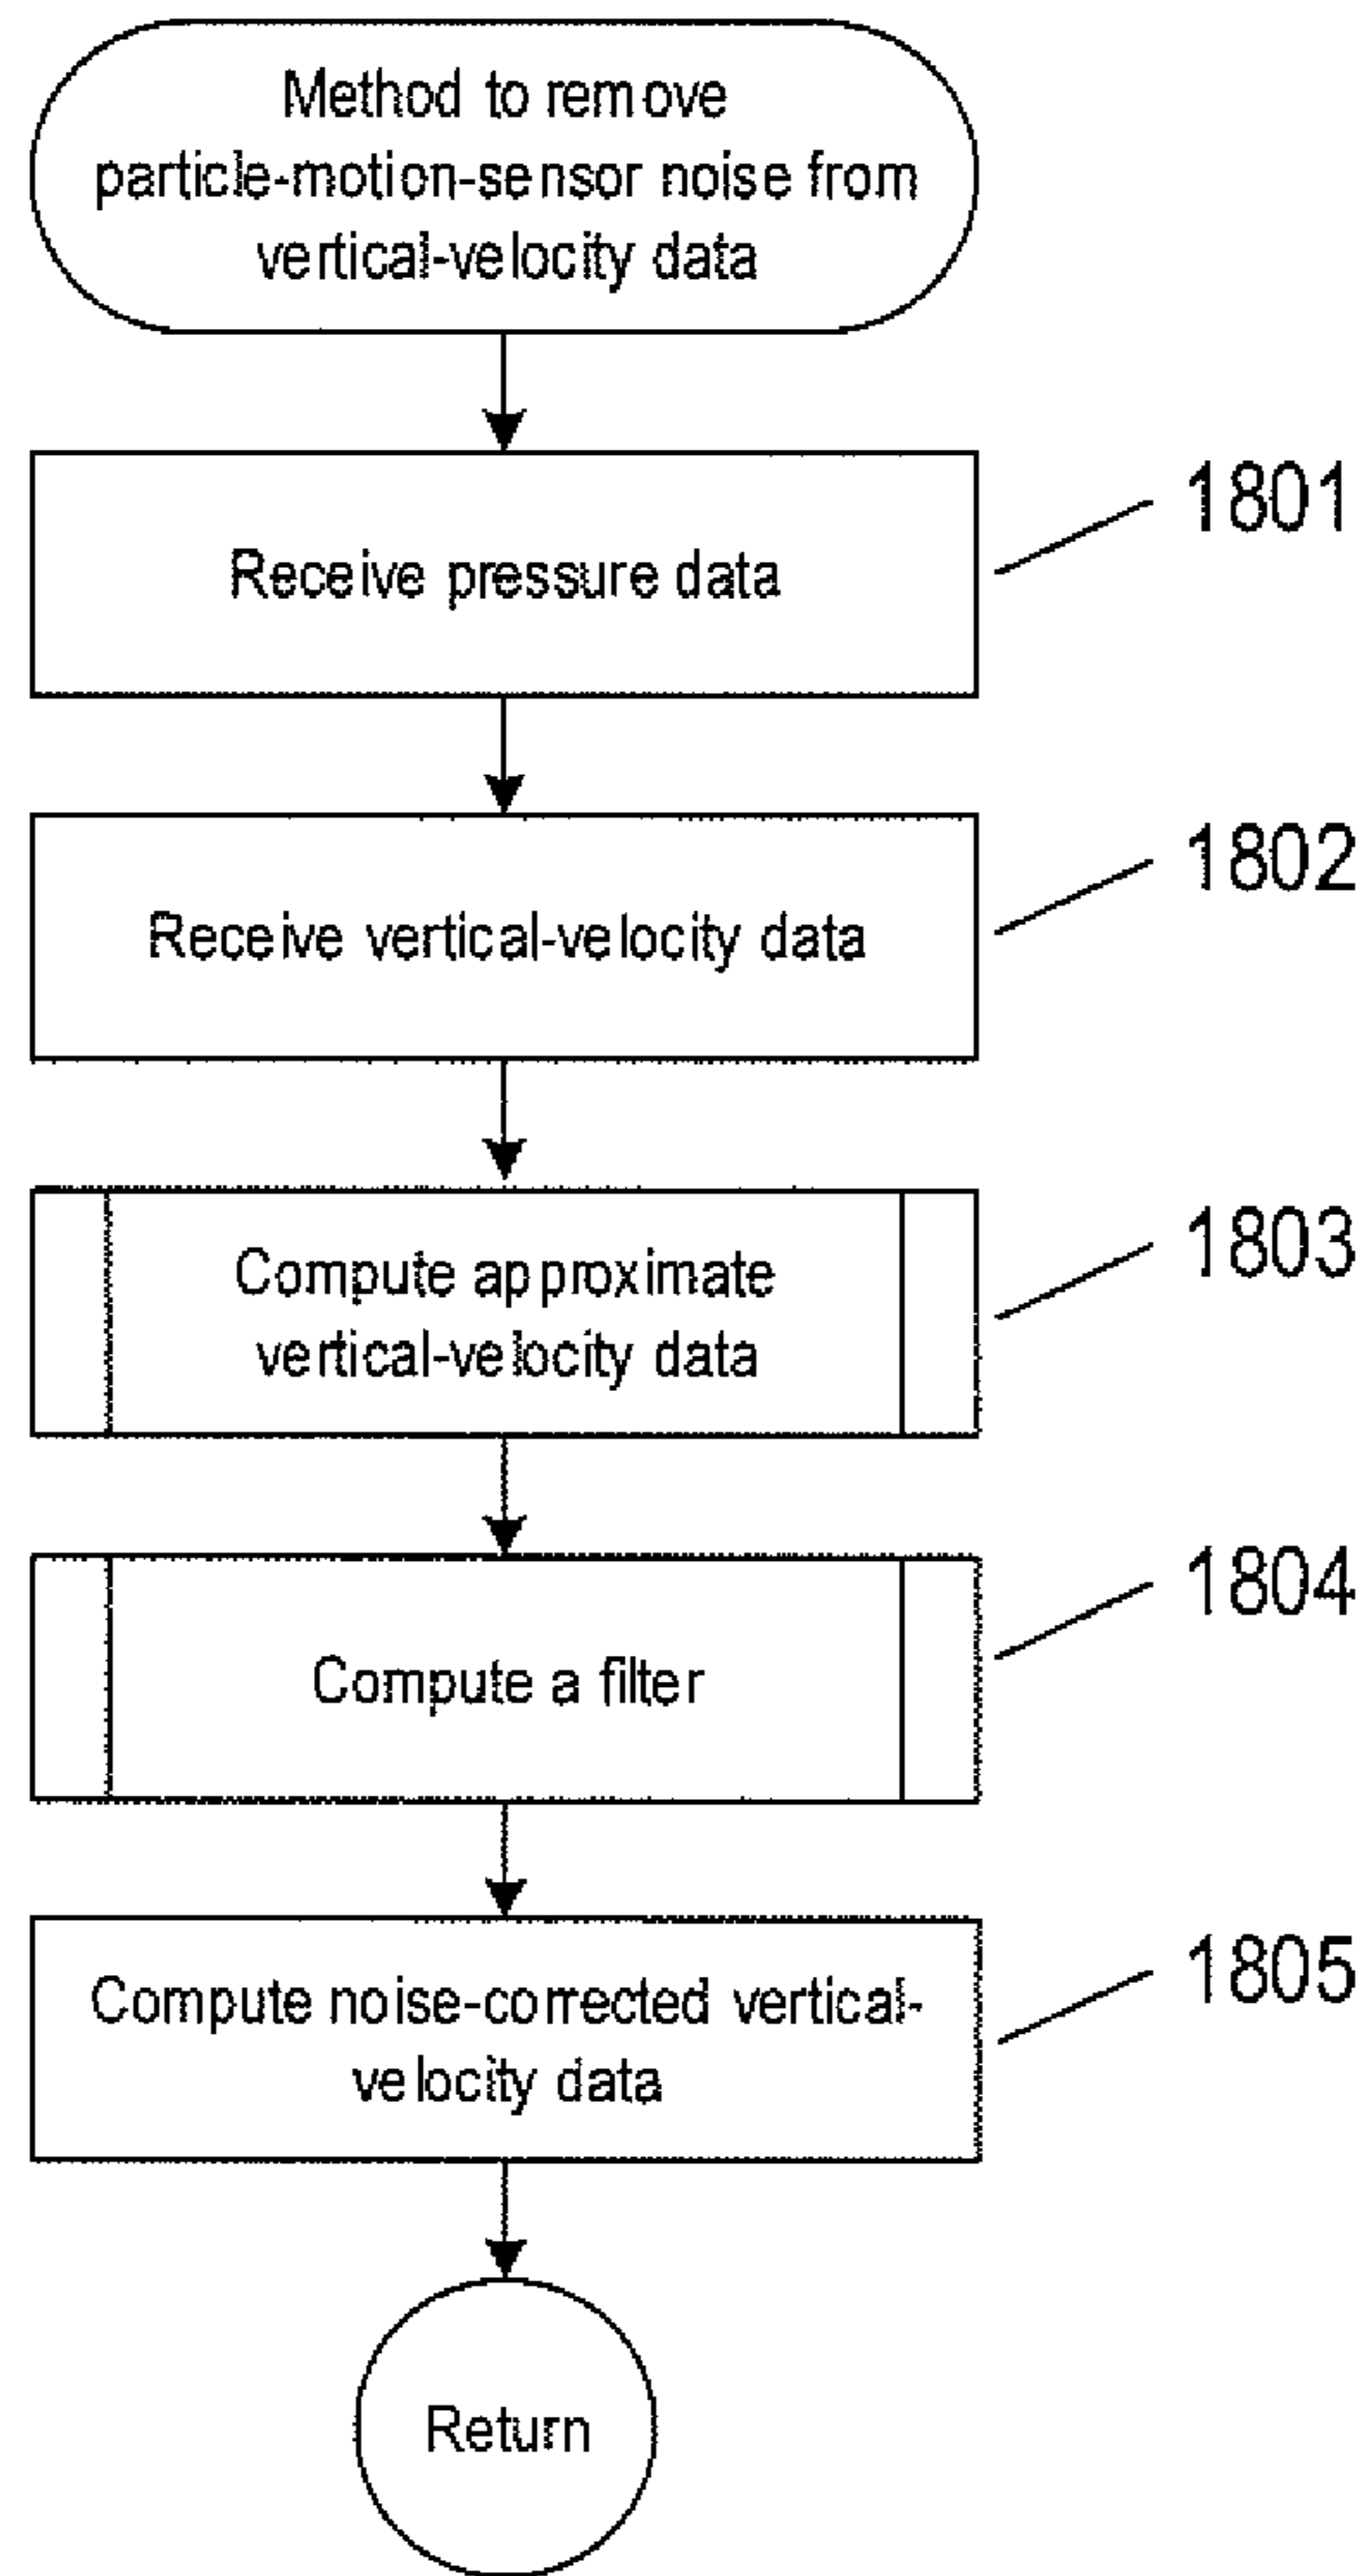 Method to remove
particle-motion-sensor noise from
vertical-velocity data
1801
Receive pressure data
1802
Receive vertical-velocity data
1803
Compute approximate
vertical-velocity data
1804
Compute a filter
1805
Compute noise-corrected vertical-
velocity data
Return